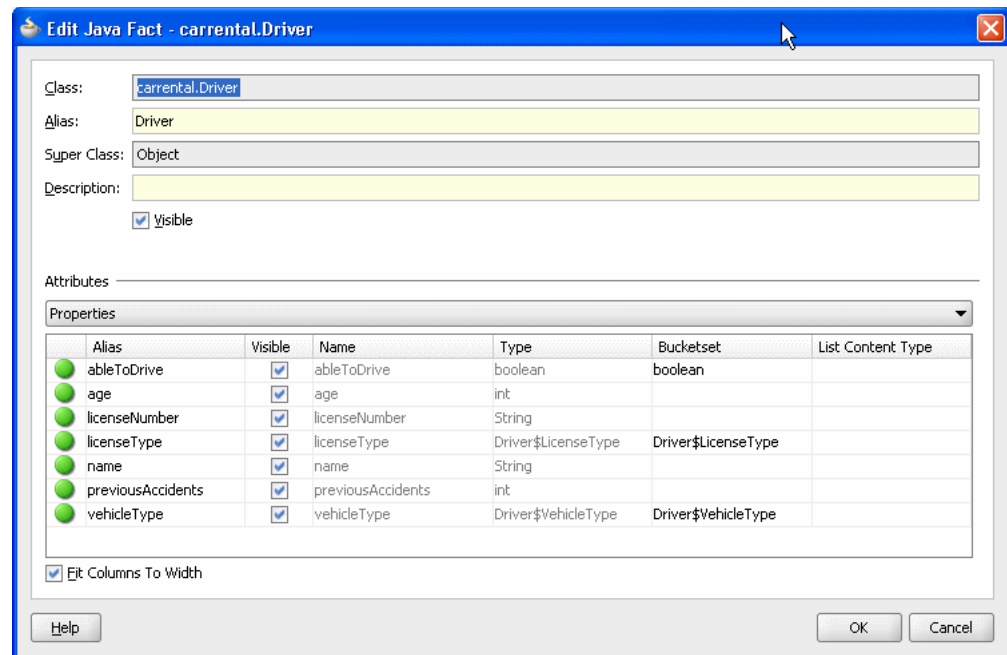 Edit Java Fact - carrental.Driver
Class: carrental.Driver
Alias: Driver
Super Class: Object
Description:
Visible
Attributes
Properties
Alias Visible Name Type Bucketset List Content Type
ableToDrive ableToDrive boolean boolean
age age int
licenseNumber licenseNumber String
licenseType licenseType Driver$LicenseType Driver$LicenseType
name name String
previousAccidents previousAccidents int
vehicleType vehicleType Driver$VehicleType Driver$VehicleType
Fit Columns To Width
Help OK Cancel